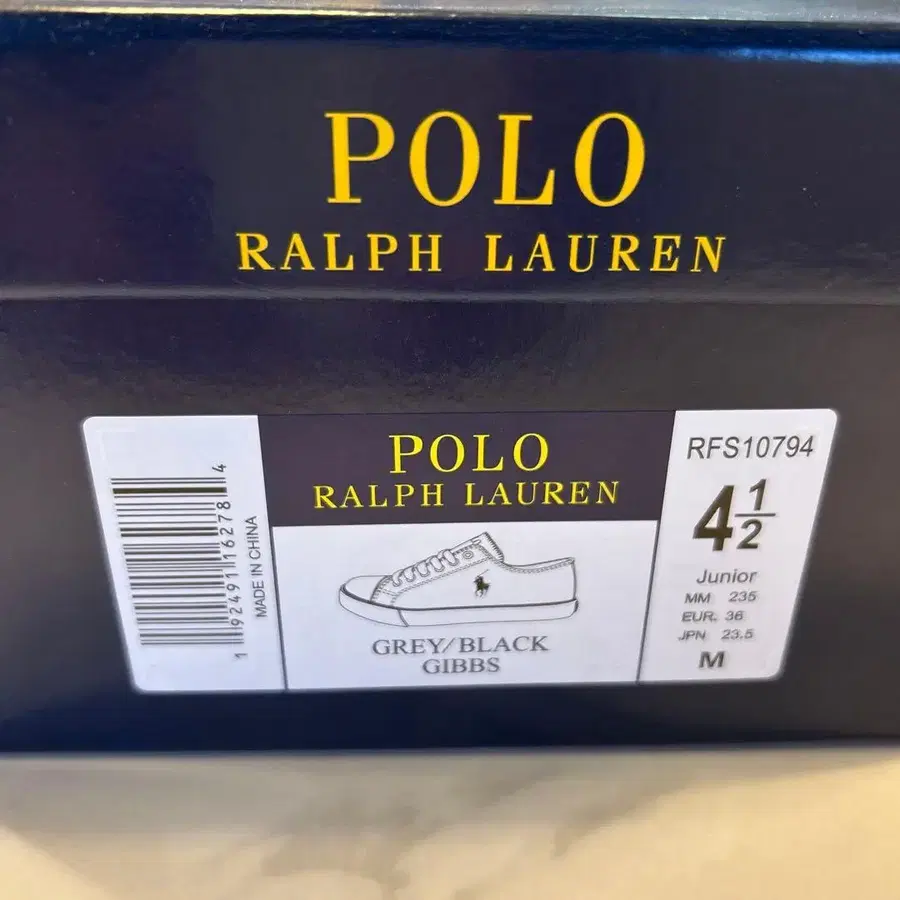 POLO
RALPH LAUREN
1 92491 16278 4
MADE IN CHINA
POLO
RALPH LAUREN
GREY/BLACK
GIBBS
RFS10794
4 1/2
Junior
MM 235
EUR. 36
JPN 23.5
M